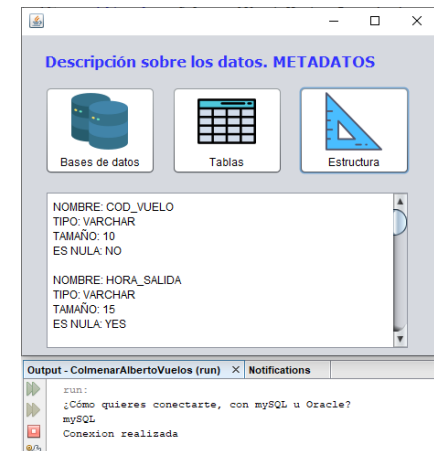 Descripción sobre los datos. METADATOS
Bases de datos
Tablas
Estructura
NOMBRE: COD_VUELO
TIPO: VARCHAR
TAMAÑO: 10
ES NULA: NO
NOMBRE: HORA_SALIDA
TIPO: VARCHAR
TAMAÑO: 15
ES NULA: YES
Output - ColmenarAlbertoVuelos (run) × Notifications
run:
¿Cómo quieres conectarte, con mySQL u Oracle?
mySQL
Conexion realizada